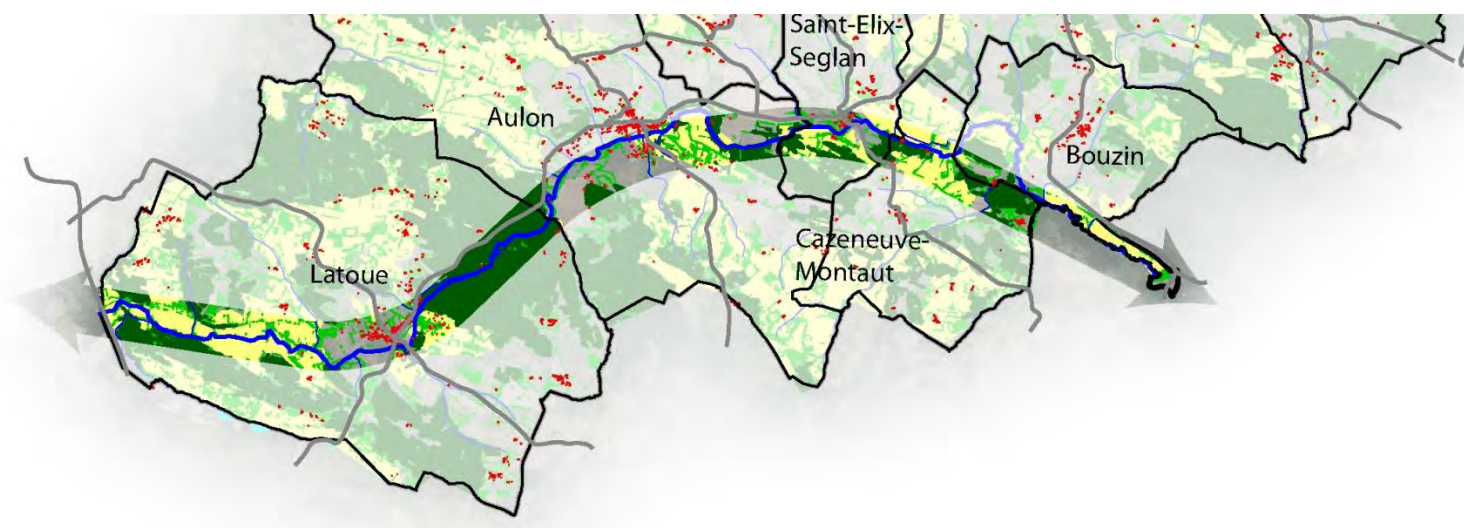 Saint-Elix-
Seglan
Aulon
Bouzin
Cazeneuve-
Montaut
Latoue